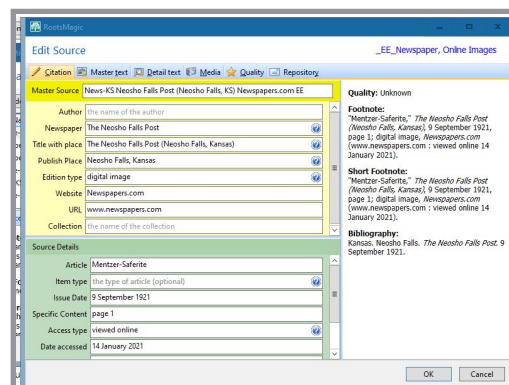 RootsMagic
Edit Source
_EE_Newspaper, Online Images
Citation Master text Detail text Media Quality Repository
Master Source News-KS Neosho Falls Post (Neosho Falls, KS) Newspapers.com EE
Author the name of the author
Newspaper The Neosho Falls Post
Title with place The Neosho Falls Post (Neosho Falls, Kansas)
Publish Place Neosho Falls, Kansas
Edition type digital image
Website Newspapers.com
URL www.newspapers.com
Collection the name of the collection
Source Details
Article Mentzer-Saferite
Item type the type of article (optional)
Issue Date 9 September 1921
Specific Content page 1
Access type viewed online
Date accessed 14 January 2021
Quality: Unknown
Footnote:
"Mentzer-Saferite," The Neosho Falls Post
(Neosho Falls, Kansas), 9 September 1921,
page 1; digital image, Newspapers.com
(www.newspapers.com : viewed online 14
January 2021).
Short Footnote:
"Mentzer-Saferite," The Neosho Falls Post
(Neosho Falls, Kansas), 9 September 1921,
page 1; digital image, Newspapers.com
(www.newspapers.com : viewed online 14
January 2021).
Bibliography:
Kansas. Neosho Falls. The Neosho Falls Post. 9
September 1921.
OK Cancel